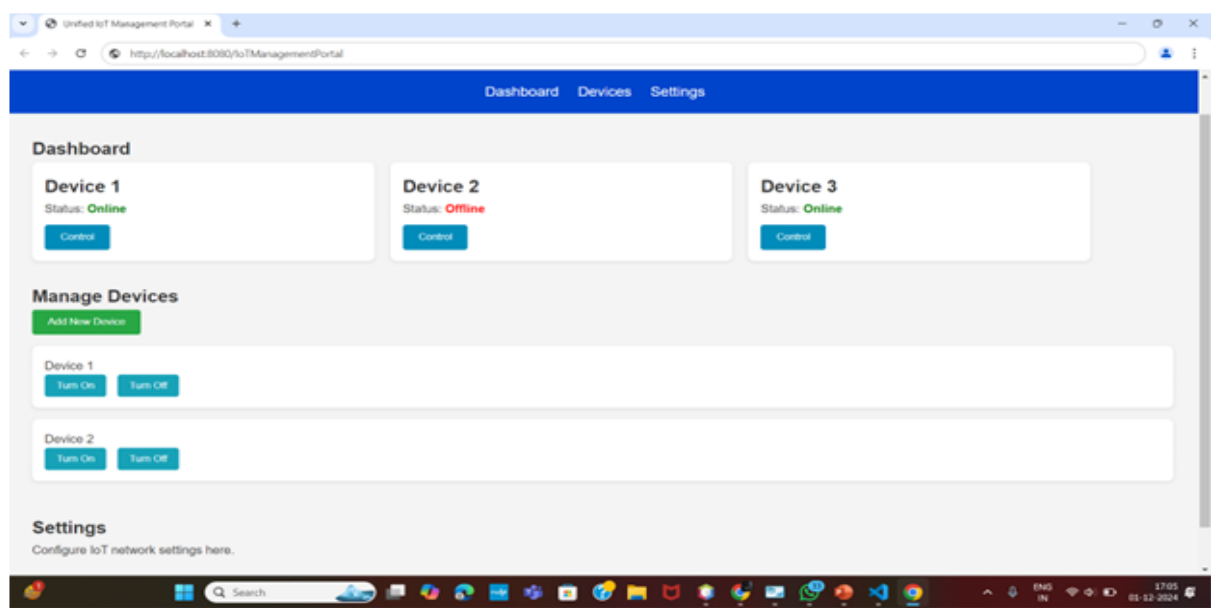 Unified IoT Management Portal
http://localhost:8080/IoTManagementPortal
Dashboard Devices Settings
Dashboard
Device 1 Device 2 Device 3
Status: Online Status: Offline Status: Online
Control Control Control
Manage Devices
Add New Device
Device 1
Turn On Turn Off
Device 2
Turn On Turn Off
Settings
Configure IoT network settings here.
Search
ENG 17:05
IN 01-12-2024